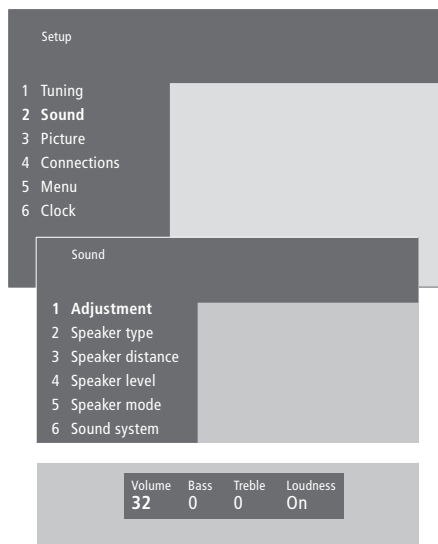 Setup
1 Tuning
2 Sound
3 Picture
4 Connections
5 Menu
6 Clock
Sound
1 Adjustment
2 Speaker type
3 Speaker distance
4 Speaker level
5 Speaker mode
6 Sound system
Volume Bass Treble Loudness
32 0 0 On